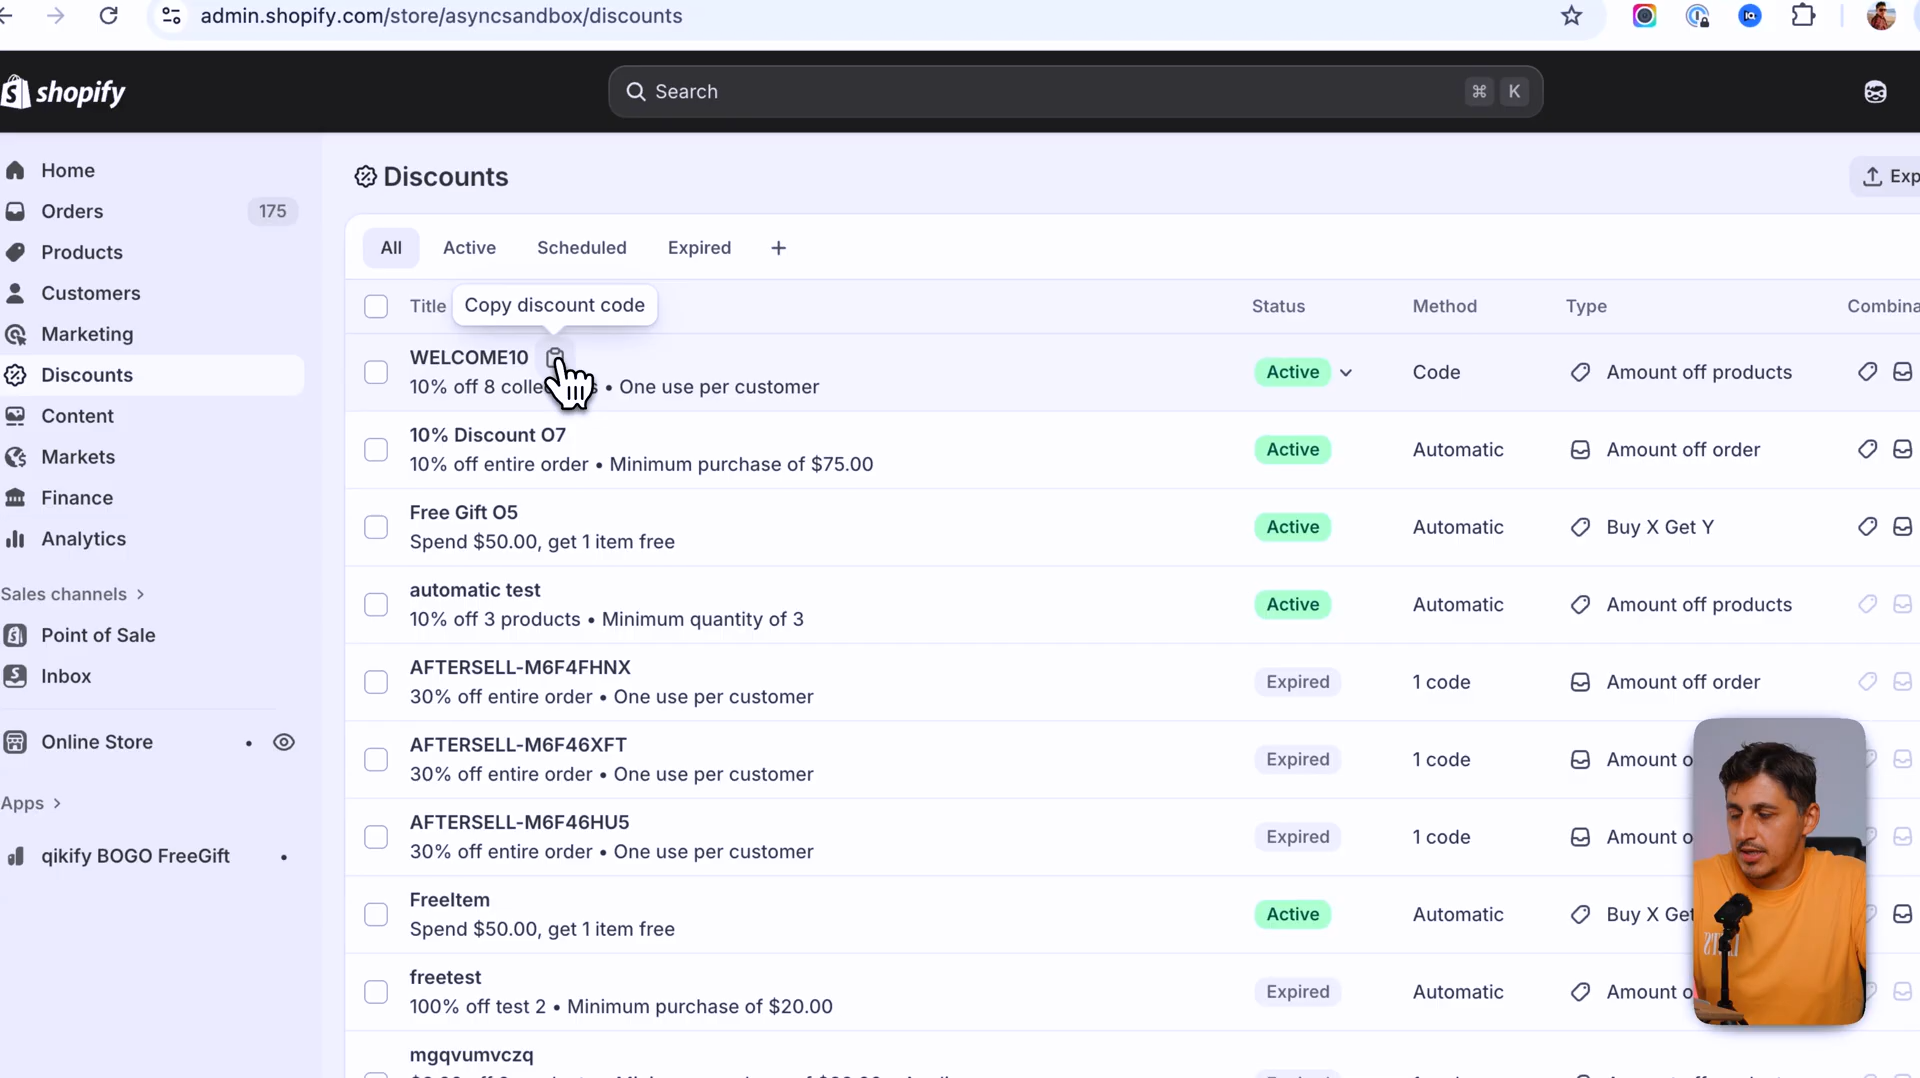 admin.shopify.com/store/asyncsandbox/discounts
shopify
Search
⌘ K
Home
Orders 175
Products
Customers
Marketing
Discounts
Content
Markets
Finance
Analytics
Sales channels
Point of Sale
Inbox
Online Store
Apps
qikify BOGO FreeGift
Discounts
Exp
All Active Scheduled Expired +
Copy discount code
Title Status Method Type Combina
WELCOME10 Active Code Amount off products
10% off 8 colle • One use per customer
10% Discount O7 Active Automatic Amount off order
10% off entire order • Minimum purchase of $75.00
Free Gift O5 Active Automatic Buy X Get Y
Spend $50.00, get 1 item free
automatic test Active Automatic Amount off products
10% off 3 products • Minimum quantity of 3
AFTERSELL-M6F4FHNX Expired 1 code Amount off order
30% off entire order • One use per customer
AFTERSELL-M6F46XFT Expired 1 code Amount o
30% off entire order • One use per customer
AFTERSELL-M6F46HU5 Expired 1 code Amount o
30% off entire order • One use per customer
FreeItem Active Automatic Buy X Get
Spend $50.00, get 1 item free
freetest Expired Automatic Amount o
100% off test 2 • Minimum purchase of $20.00
mgqvumvczq